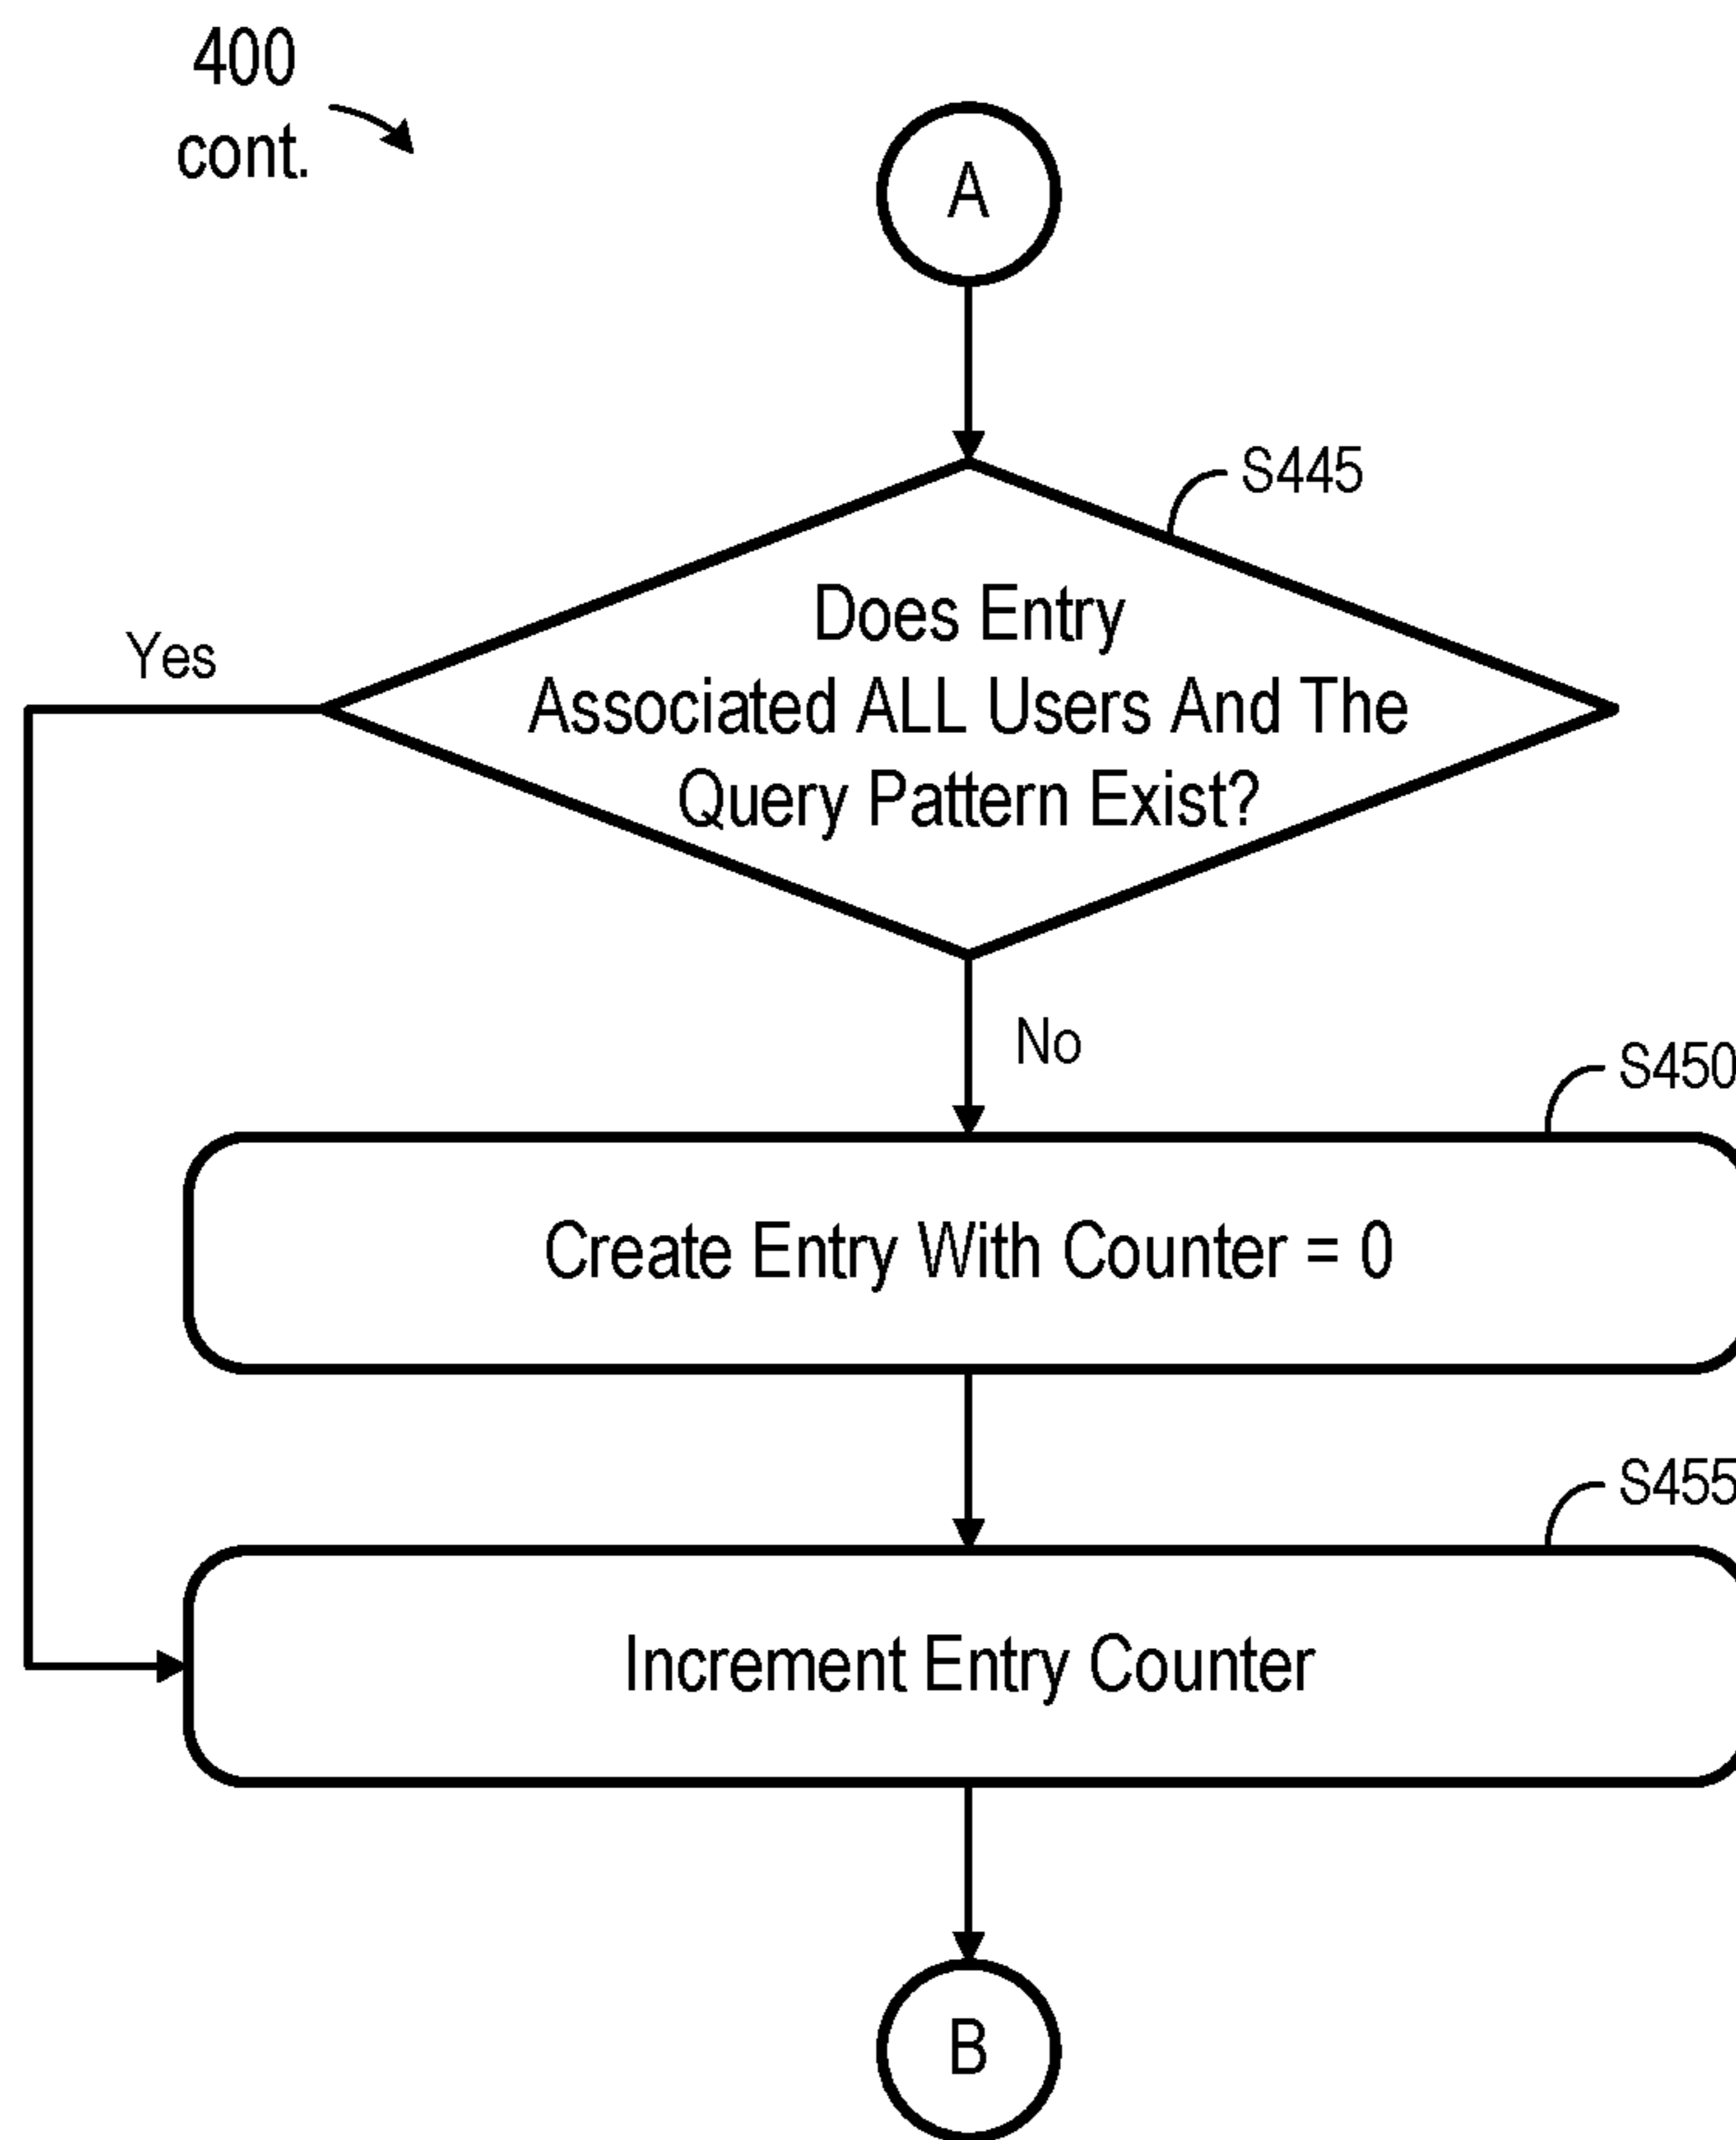 400
cont.
A
S445
Does Entry
Associated ALL Users And The
Query Pattern Exist?
Yes
No
S450
Create Entry With Counter = 0
S455
Increment Entry Counter
B